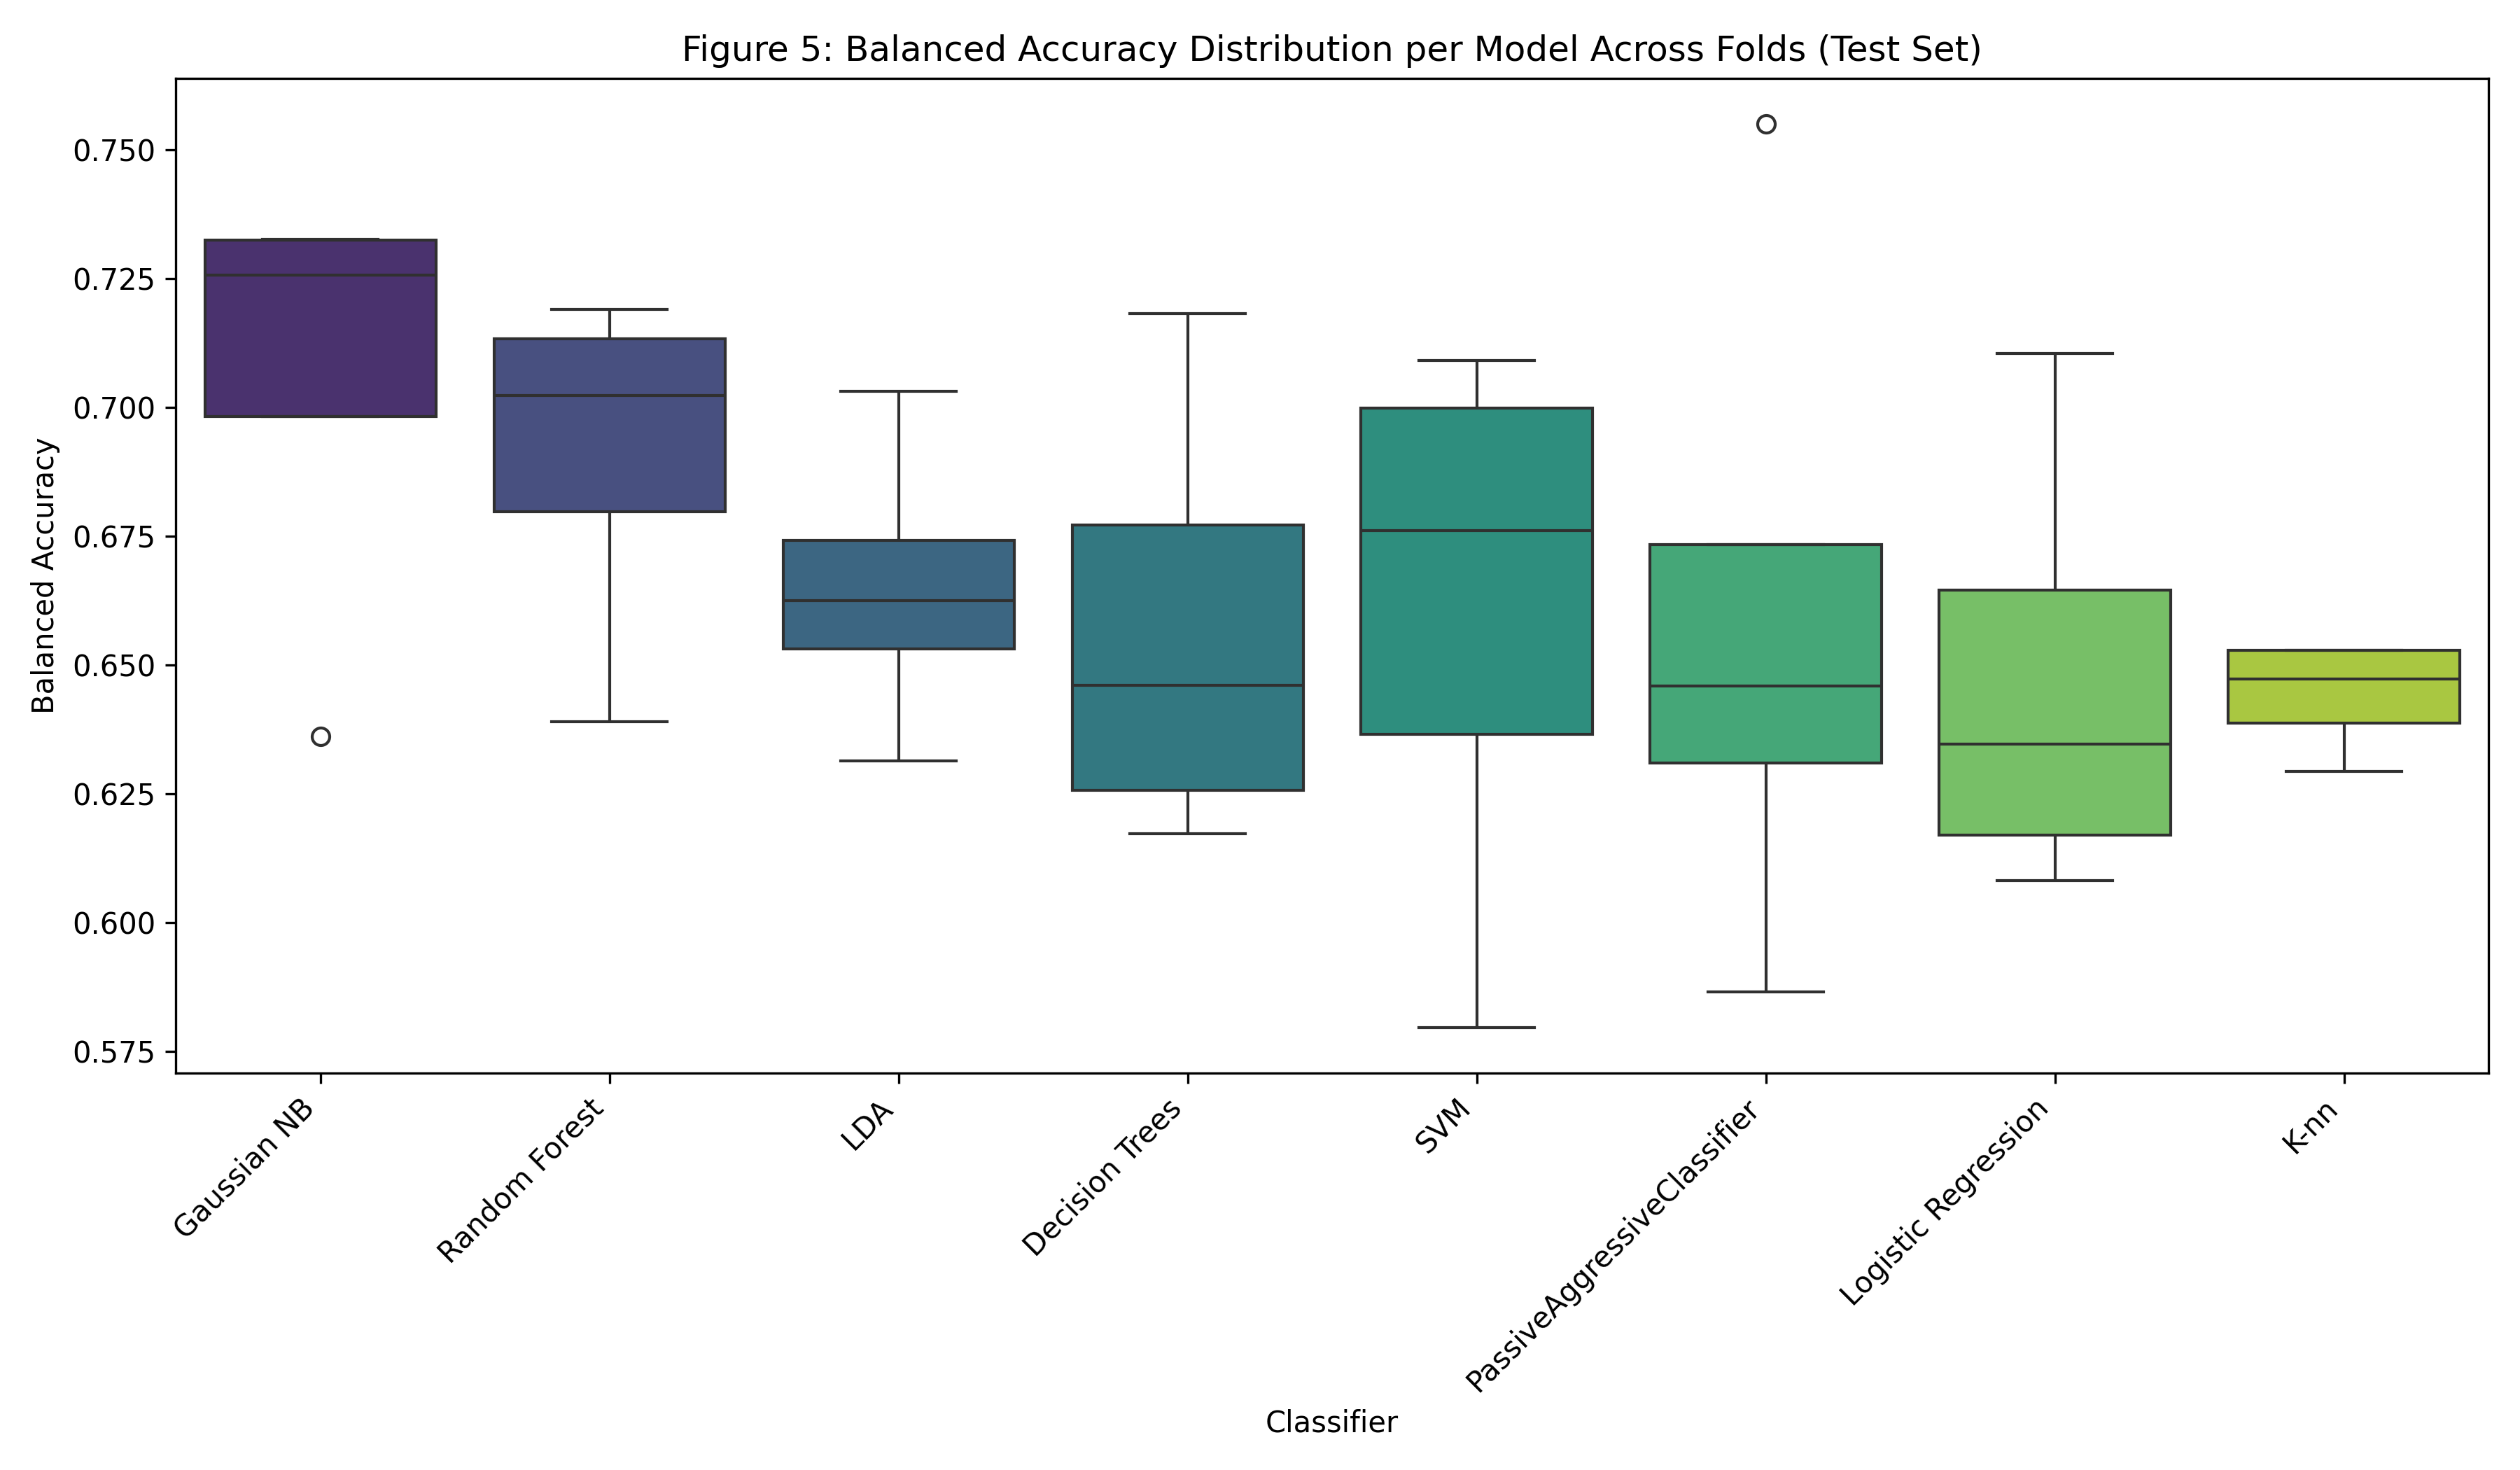 Figure 5: Balanced Accuracy Distribution per Model Across Folds (Test Set)
Balanced Accuracy
0.750
0.725
0.700
0.675
0.650
0.625
0.600
0.575
Gaussian NB
Random Forest
LDA
Decision Trees
SVM
PassiveAggressiveClassifier
Logistic Regression
K-nn
Classifier